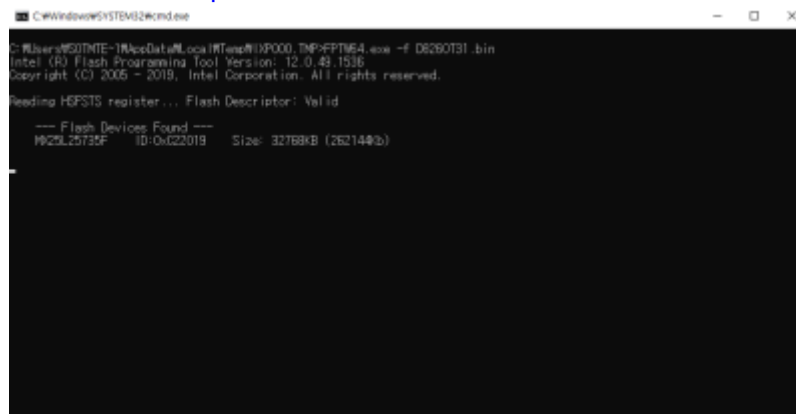 C:₩Windows₩SYSTEM32₩cmd.exe
C:₩Users₩SOTMTE~1₩AppData₩Local₩Temp₩IXP000.TMP>FPTW64.exe -f D8260T31.bin
Intel (R) Flash Programming Tool Version: 12.0.49.1536
Copyright (C) 2005 - 2019, Intel Corporation. All rights reserved.
Reading HSFSTS register... Flash Descriptor: Valid
--- Flash Devices Found ---
MX25L25735F ID:0xC22019 Size: 32768KB (262144Kb)